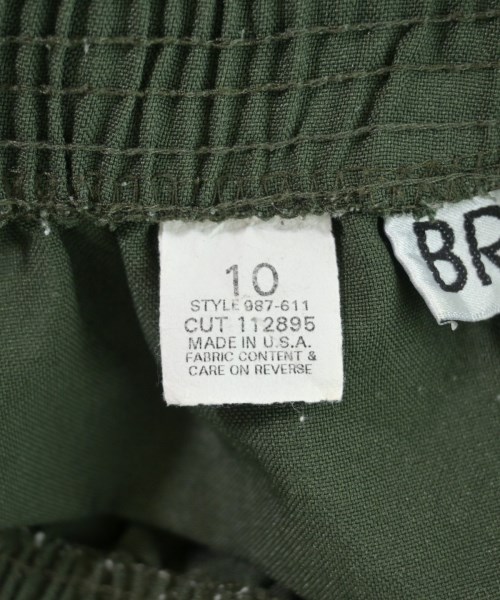 10
STYLE 987-611
CUT 112895
MADE IN U.S.A.
FABRIC CONTENT &
CARE ON REVERSE
BR